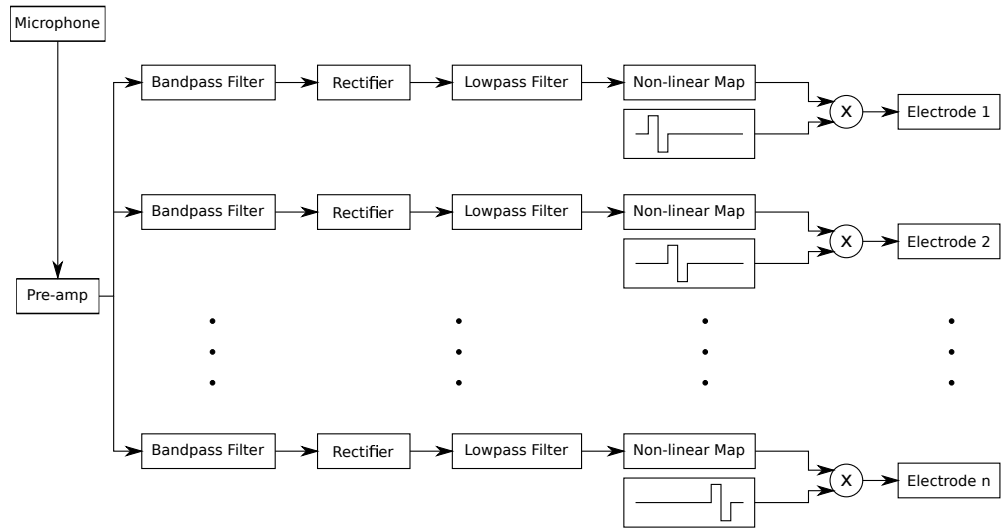 Microphone
Bandpass Filter
Rectifier
Lowpass Filter
Non-linear Map
X
Electrode 1
Bandpass Filter
Rectifier
Lowpass Filter
Non-linear Map
X
Electrode 2
Pre-amp
Bandpass Filter
Rectifier
Lowpass Filter
Non-linear Map
X
Electrode n